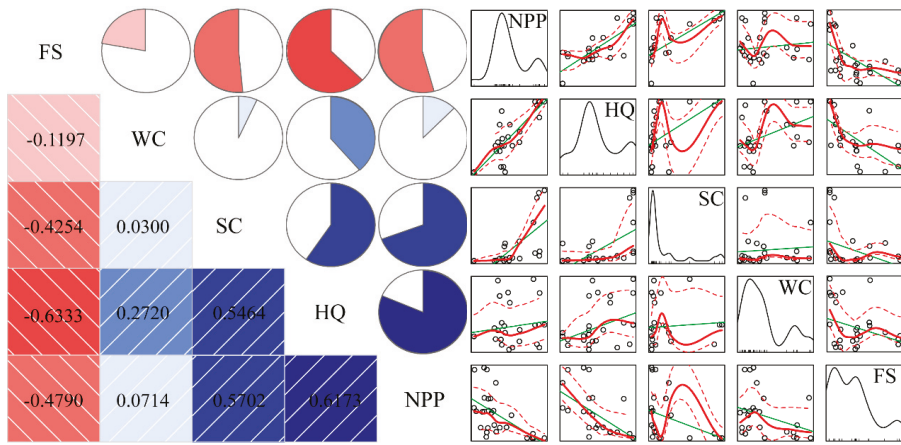 FS
NPP
-0.1197
WC
HQ
-0.4254
0.0300
SC
SC
-0.6333
0.2720
0.5464
HQ
WC
-0.4790
0.0714
0.5702
0.6173
NPP
FS